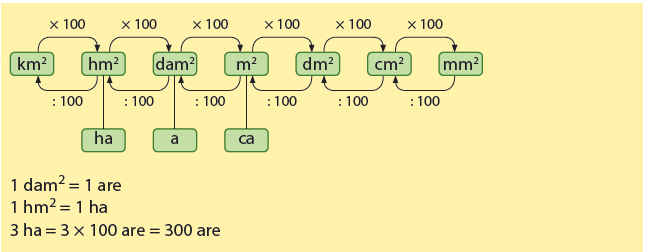 × 100 × 100 × 100 × 100 × 100 × 100
km² hm² dam² m² dm² cm² mm²
: 100 : 100 : 100 : 100 : 100 : 100
ha a ca
1 dam² = 1 are
1 hm² = 1 ha
3 ha = 3 × 100 are = 300 are